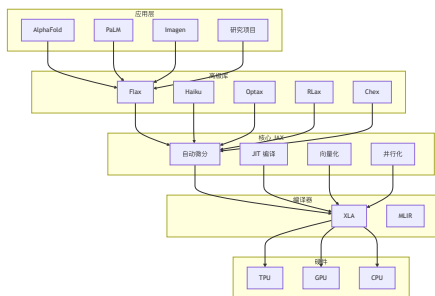 应用层
AlphaFold
PaLM
Imagen
研究项目
高级库
Flax
Haiku
Optax
RLax
Chex
核心 JAX
自动微分
JIT 编译
向量化
并行化
编译器
XLA
MLIR
硬件
TPU
GPU
CPU